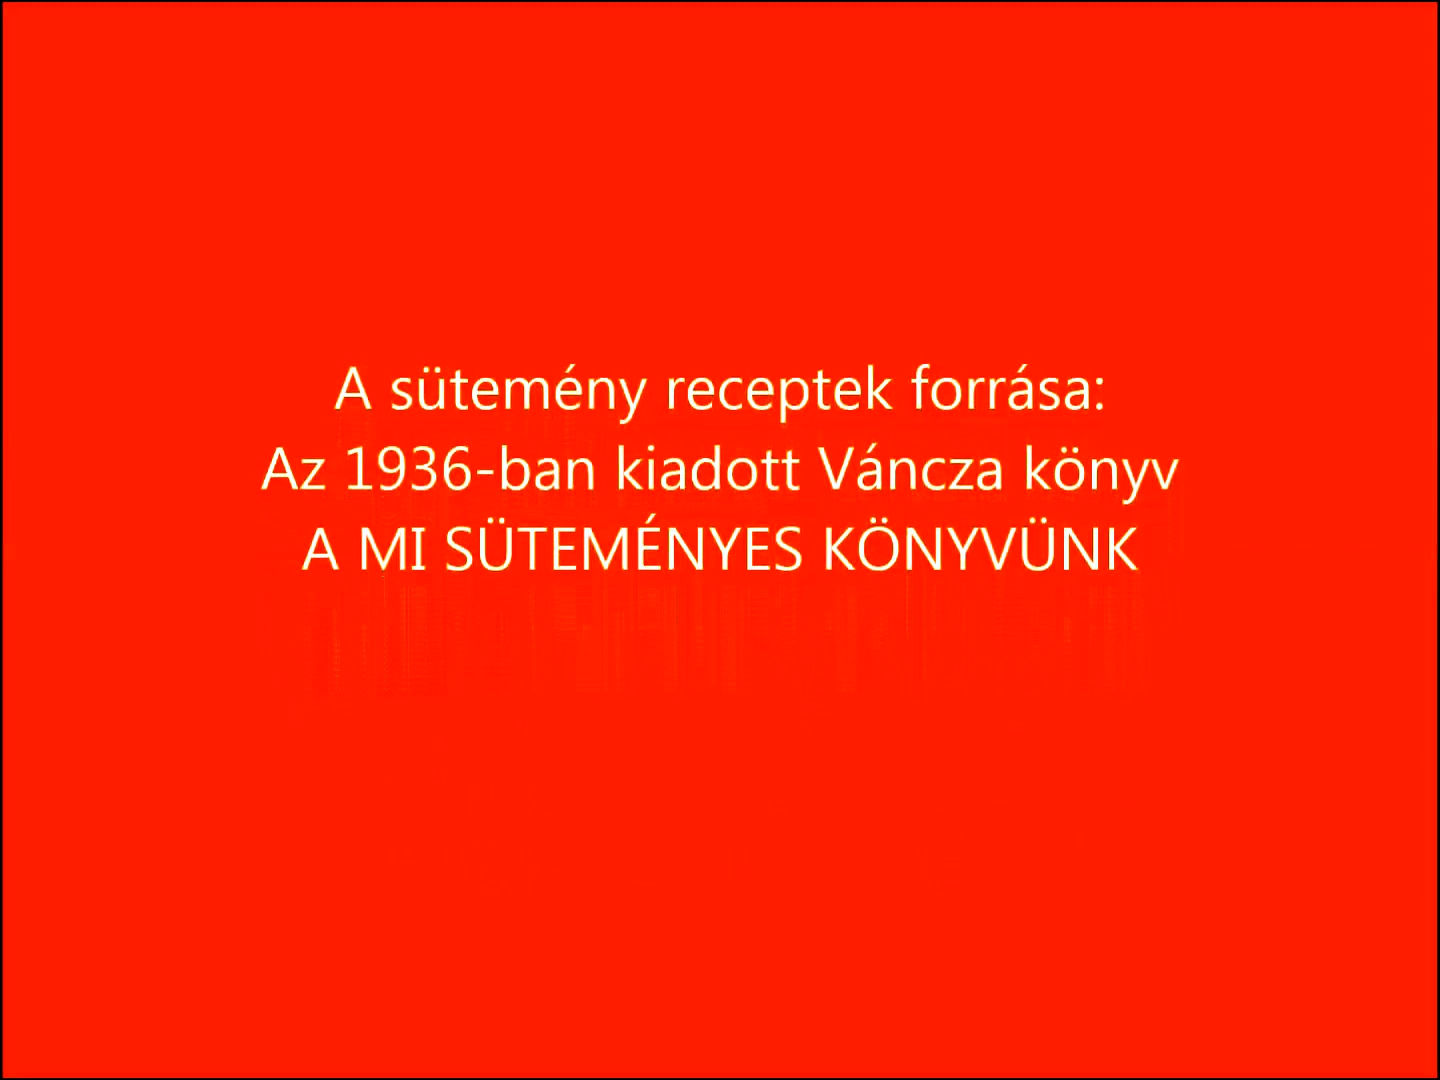 A sütemény receptek forrása:
Az 1936-ban kiadott Váncza könyv
A MI SÜTEMÉNYES KÖNYVÜNK